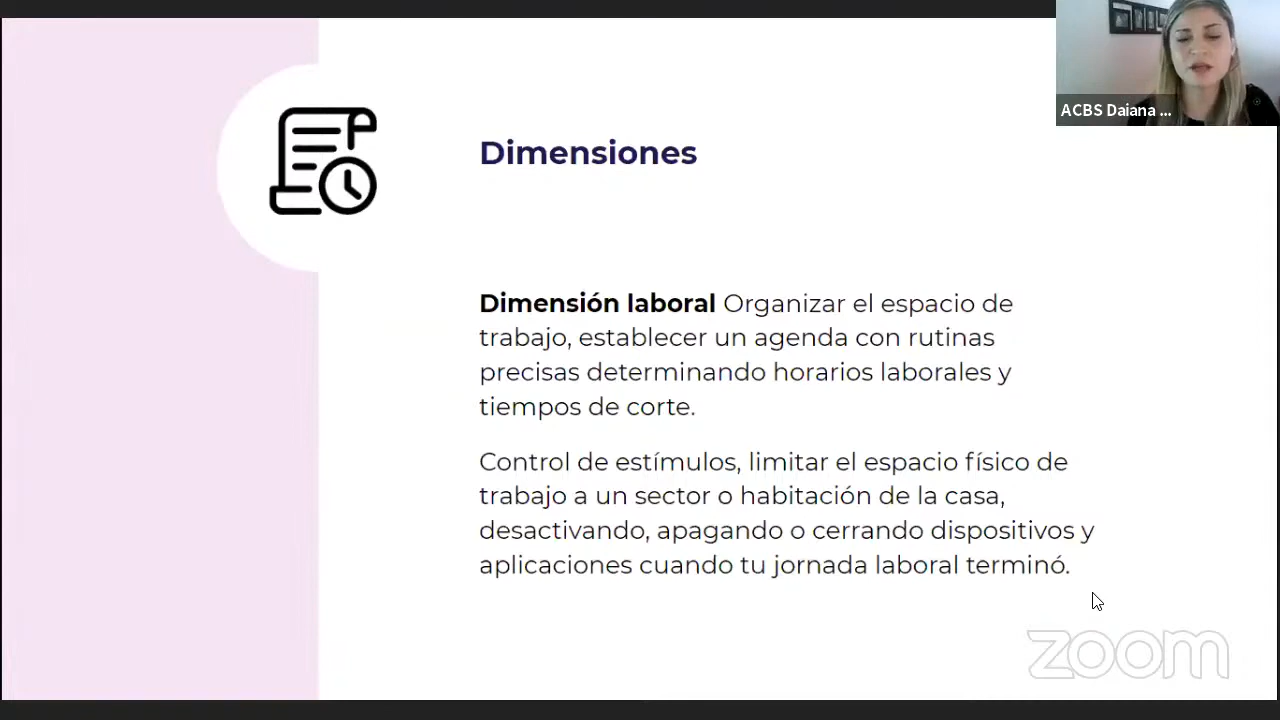 ACBS Daiana ...
Dimensiones
Dimensión laboral Organizar el espacio de
trabajo, establecer un agenda con rutinas
precisas determinando horarios laborales y
tiempos de corte.
Control de estímulos, limitar el espacio físico de
trabajo a un sector o habitación de la casa,
desactivando, apagando o cerrando dispositivos y
aplicaciones cuando tu jornada laboral terminó.
zoom